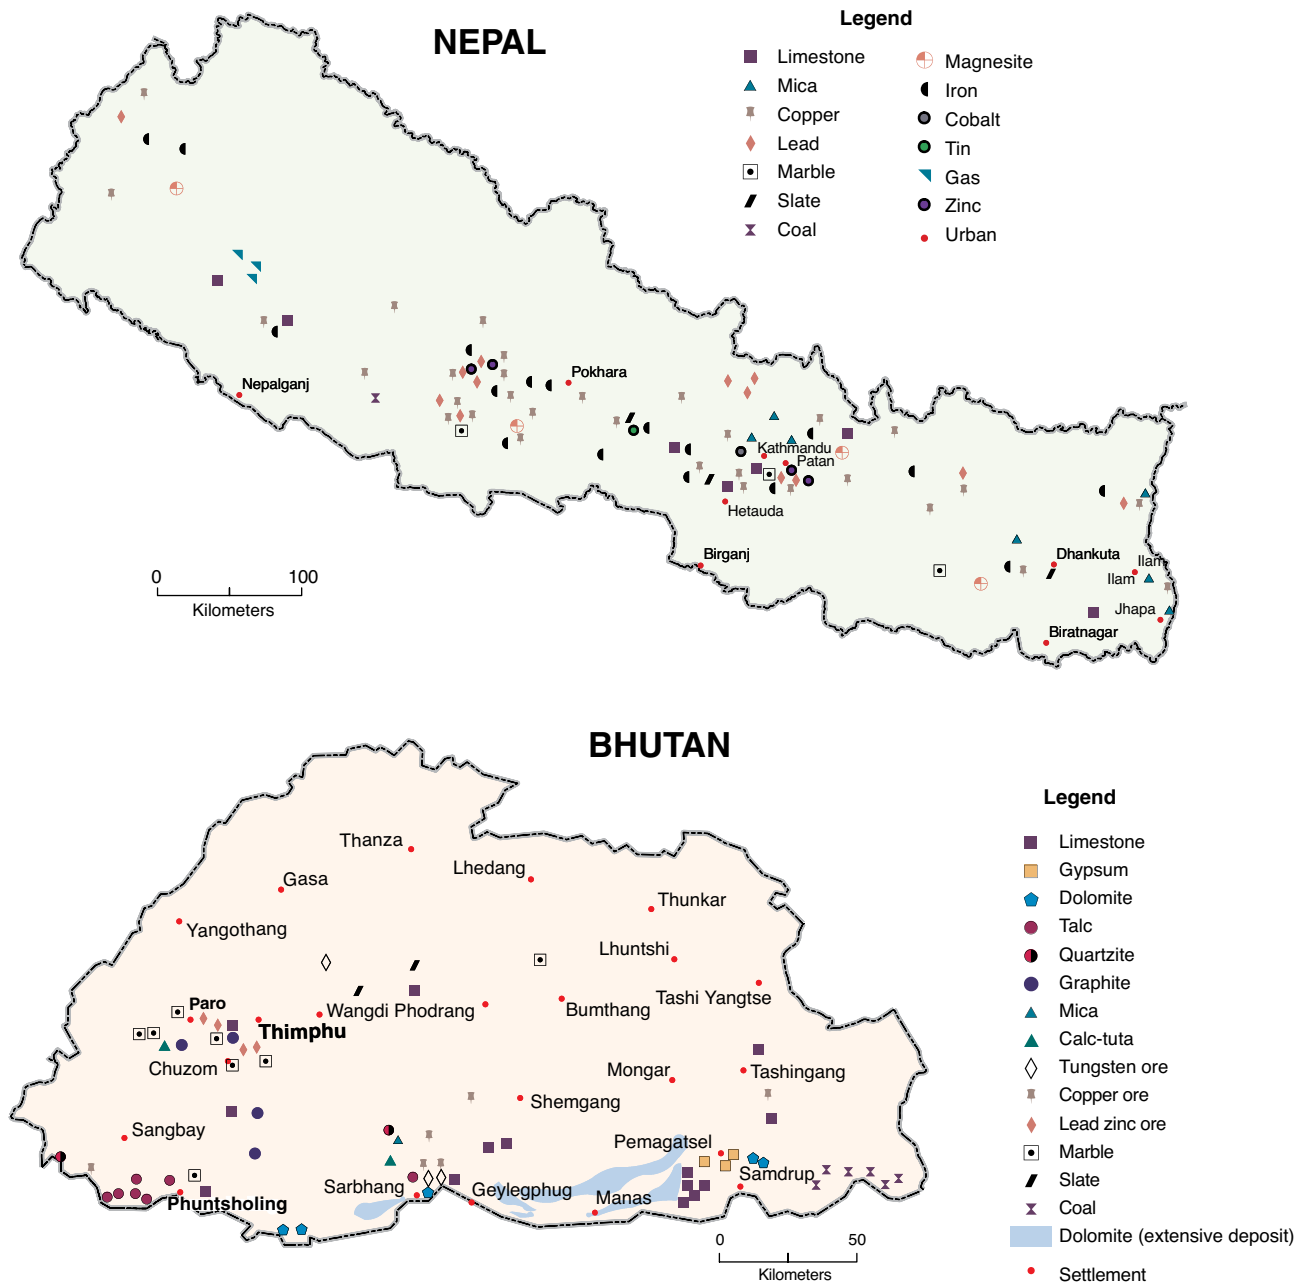 NEPAL
Legend
Limestone
Mica
Copper
Lead
Marble
Slate
Coal
Magnesite
Iron
Cobalt
Tin
Gas
Zinc
Urban
Nepalganj
Pokhara
Kathmandu
Patan
Hetauda
Birganj
Dhankuta
Ilam
Ilam
Jhapa
Biratnagar
0 100
Kilometers
BHUTAN
Legend
Limestone
Gypsum
Dolomite
Talc
Quartzite
Graphite
Mica
Calc-tuta
Tungsten ore
Copper ore
Lead zinc ore
Marble
Slate
Coal
Dolomite (extensive deposit)
Settlement
Thanza
Lhedang
Gasa
Thunkar
Yangothang
Lhuntshi
Tashi Yangtse
Paro
Wangdi Phodrang
Bumthang
Thimphu
Chuzom
Mongar
Tashingang
Shemgang
Sangbay
Pemagatsel
Samdrup
Sarbhang
Geylegphug
Manas
Phuntsholing
0 50
Kilometers